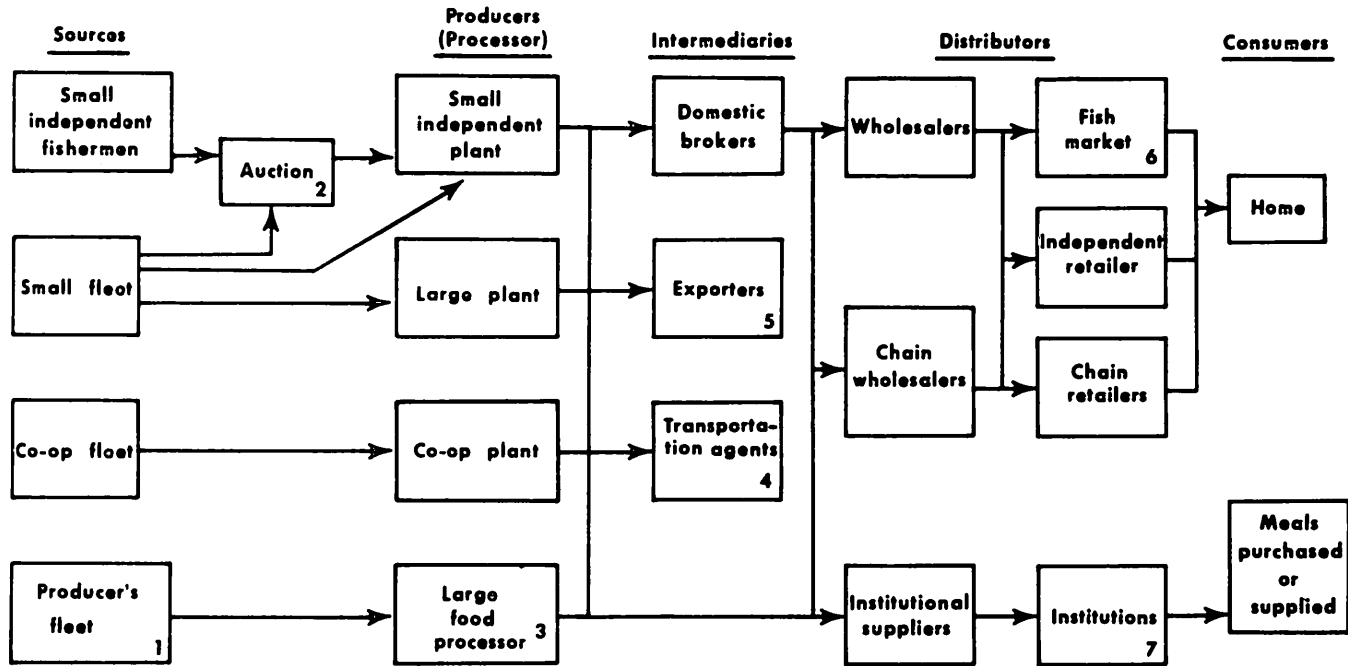 Sources
Producers
(Processor)
Intermediaries
Distributors
Consumers
Small
independent
fishermen
Auction
2
Small
independent
plant
Domestic
brokers
Wholesalers
Fish
market
6
Home
Small fleet
Large plant
Exporters
5
Independent
retailer
Chain
wholesalers
Chain
retailers
Co-op fleet
Co-op plant
Transporta-
tion agents
4
Producer's
fleet
1
Large
food
processor
3
Institutional
suppliers
Institutions
7
Meals
purchased
or
supplied